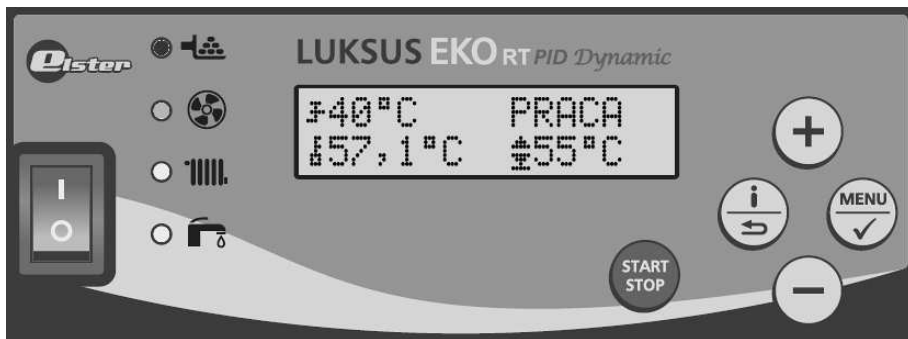 elster
LUKSUS EKO RT PID Dynamic
40°C PRACA
57,1°C 55°C
+
i
MENU
START
STOP
−
I
O